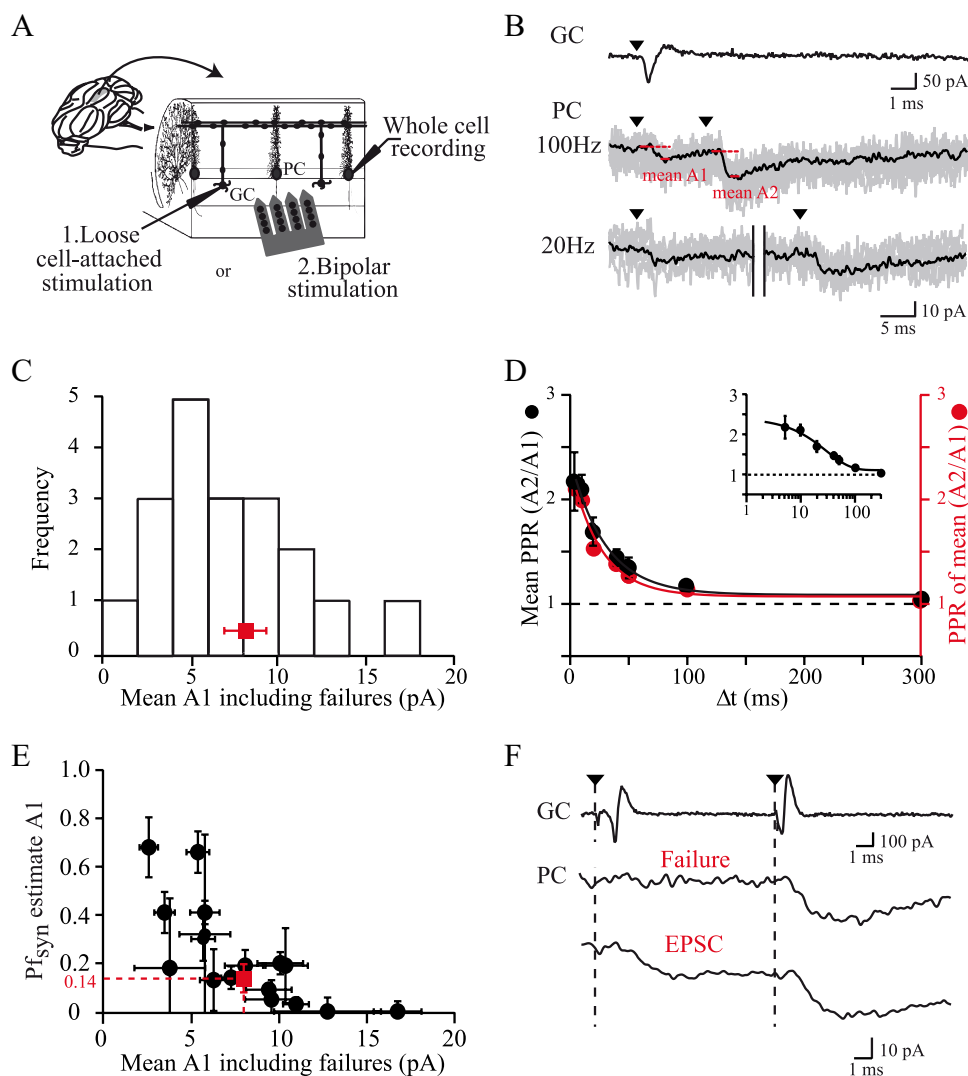 A
PC
GC
Whole cell
recording
1.Loose
cell-attached
stimulation
or
2.Bipolar
stimulation
B
GC
50 pA
1 ms
PC
100Hz
mean A1
mean A2
20Hz
10 pA
5 ms
C
Frequency
5
4
3
2
1
0
0
5
10
15
20
Mean A1 including failures (pA)
D
Mean PPR (A2/A1)
3
2
1
0
100
200
300
Δt (ms)
3
2
1
PPR of mean (A2/A1)
3
2
1
1
10
100
E
Pfsyn estimate A1
1.0
0.8
0.6
0.4
0.2
0.14
0
0
5
10
15
20
Mean A1 including failures (pA)
F
GC
100 pA
1 ms
PC
Failure
EPSC
10 pA
1 ms